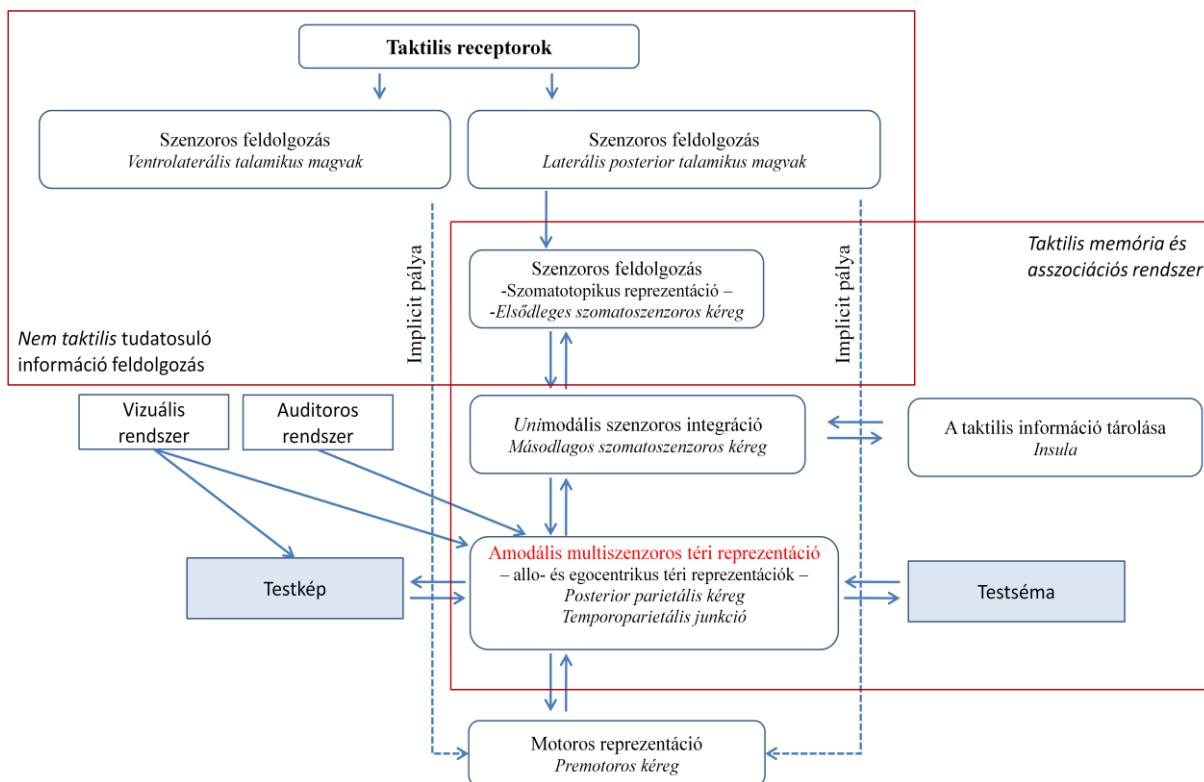 Taktilis receptorok
Szenzoros feldolgozás
Ventrolaterális talamikus magvak
Szenzoros feldolgozás
Laterális posterior talamikus magvak
Implicit pálya
Implicit pálya
Taktilis memória és
asszociációs rendszer
Szenzoros feldolgozás
-Szomatotopikus reprezentáció –
-Elsődleges szomatoszenzoros kéreg
Nem taktilis tudatosuló
információ feldolgozás
Vizuális
rendszer
Auditoros
rendszer
Unimodális szenzoros integráció
Másodlagos szomatoszenzoros kéreg
A taktilis információ tárolása
Insula
Amodális multiszenzoros téri reprezentáció
– allo- és egocentrikus téri reprezentációk –
Posterior parietális kéreg
Temporoparietális junkció
Testkép
Testséma
Motoros reprezentáció
Premotoros kéreg